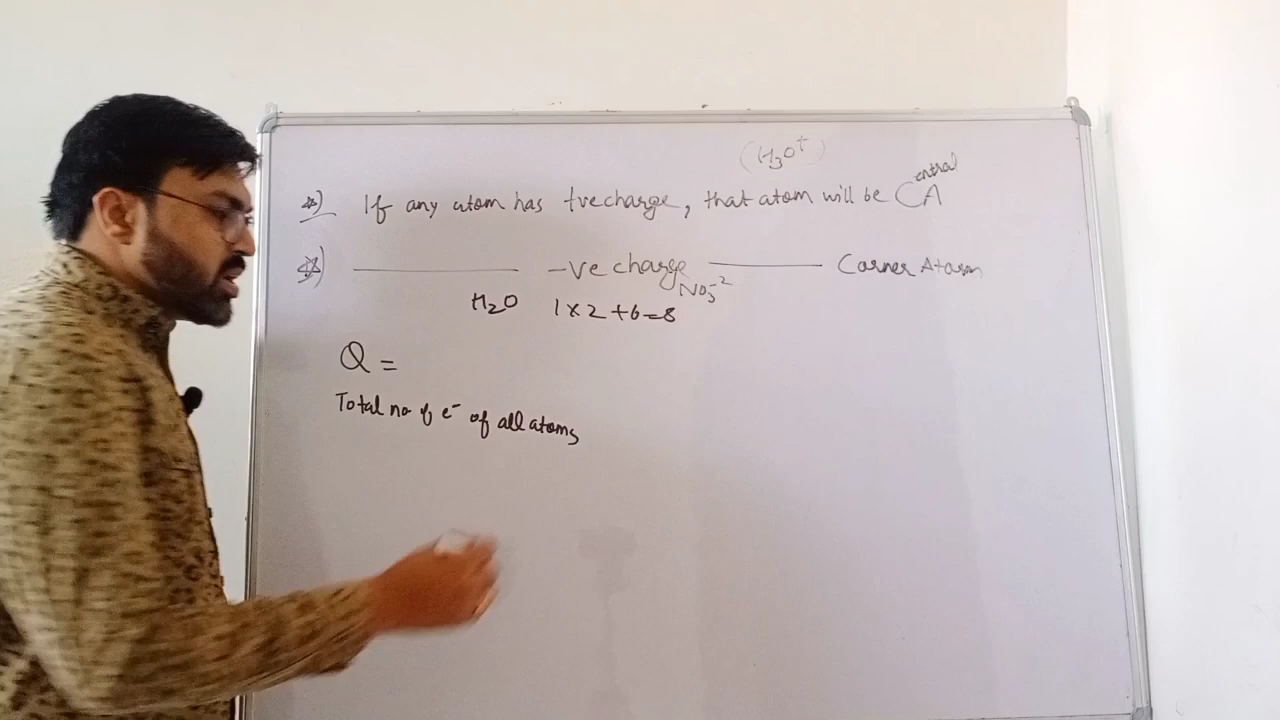 (H₃O⁺)
*) If any atom has +ve charge, that atom will be Central A
*) ——— -ve charge ——— Corner Atom
NO₃⁻²
H₂O 1 x 2 + 6 = 8
Q =
Total no of e⁻ of all atoms